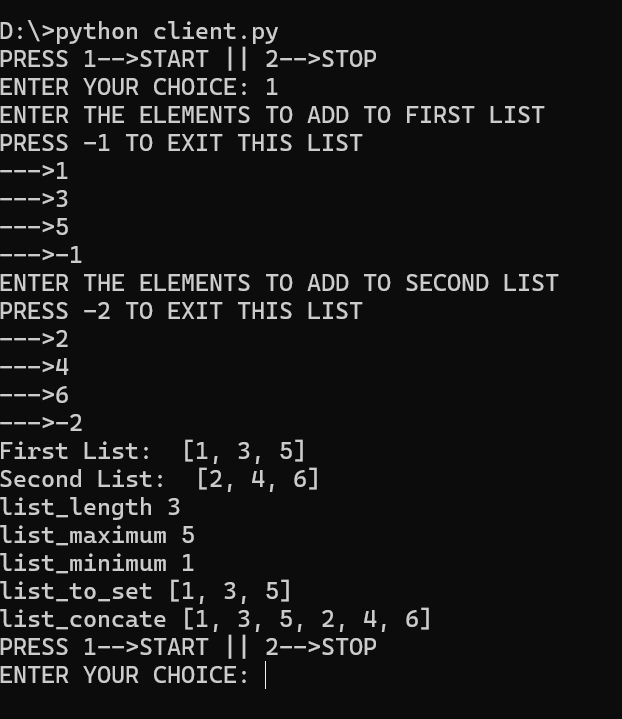 D:\>python client.py
PRESS 1-->START || 2-->STOP
ENTER YOUR CHOICE: 1
ENTER THE ELEMENTS TO ADD TO FIRST LIST
PRESS -1 TO EXIT THIS LIST
--->1
--->3
--->5
--->-1
ENTER THE ELEMENTS TO ADD TO SECOND LIST
PRESS -2 TO EXIT THIS LIST
--->2
--->4
--->6
--->-2
First List:  [1, 3, 5]
Second List:  [2, 4, 6]
list_length 3
list_maximum 5
list_minimum 1
list_to_set [1, 3, 5]
list_concate [1, 3, 5, 2, 4, 6]
PRESS 1-->START || 2-->STOP
ENTER YOUR CHOICE: